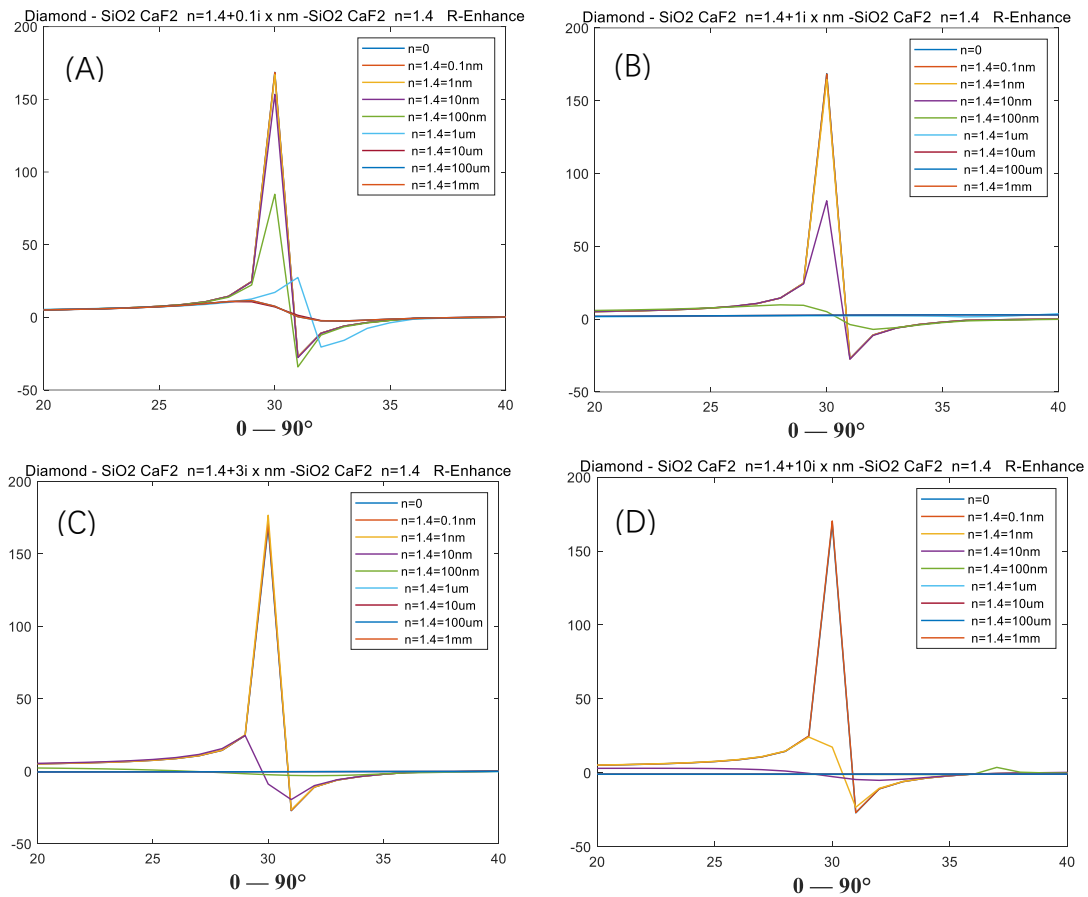 Diamond - SiO2 CaF2  n=1.4+0.1i x nm -SiO2 CaF2  n=1.4   R-Enhance
(A)
n=0
n=1.4=0.1nm
n=1.4=1nm
n=1.4=10nm
n=1.4=100nm
n=1.4=1um
n=1.4=10um
n=1.4=100um
n=1.4=1mm
200
150
100
50
0
-50
20
25
30
35
40
0 — 90°
Diamond - SiO2 CaF2  n=1.4+1i x nm -SiO2 CaF2  n=1.4   R-Enhance
(B)
n=0
n=1.4=0.1nm
n=1.4=1nm
n=1.4=10nm
n=1.4=100nm
n=1.4=1um
n=1.4=10um
n=1.4=100um
n=1.4=1mm
200
150
100
50
0
-50
20
25
30
35
40
0 — 90°
Diamond - SiO2 CaF2  n=1.4+3i x nm -SiO2 CaF2  n=1.4   R-Enhance
(C)
n=0
n=1.4=0.1nm
n=1.4=1nm
n=1.4=10nm
n=1.4=100nm
n=1.4=1um
n=1.4=10um
n=1.4=100um
n=1.4=1mm
200
150
100
50
0
-50
20
25
30
35
40
0 — 90°
Diamond - SiO2 CaF2  n=1.4+10i x nm -SiO2 CaF2  n=1.4   R-Enhance
(D)
n=0
n=1.4=0.1nm
n=1.4=1nm
n=1.4=10nm
n=1.4=100nm
n=1.4=1um
n=1.4=10um
n=1.4=100um
n=1.4=1mm
200
150
100
50
0
-50
20
25
30
35
40
0 — 90°